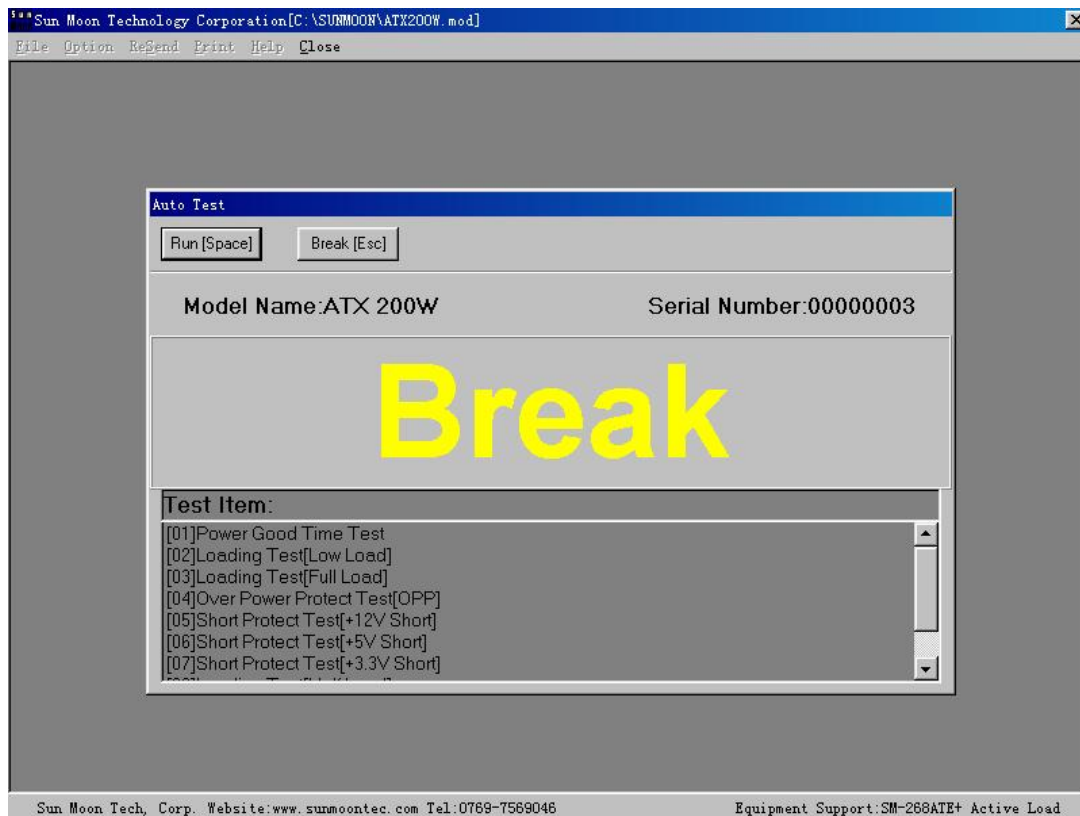 Sun Moon Technology Corporation[C:\SUNMOON\ATX200W.mod]
File Option ReSend Print Help Close
Auto Test
Run [Space] Break [Esc]
Model Name:ATX 200W Serial Number:00000003
Break
Test Item:
[01]Power Good Time Test
[02]Loading Test[Low Load]
[03]Loading Test[Full Load]
[04]Over Power Protect Test[OPP]
[05]Short Protect Test[+12V Short]
[06]Short Protect Test[+5V Short]
[07]Short Protect Test[+3.3V Short]
Sun Moon Tech, Corp. Website:www.sunmoontec.com Tel:0769-7569046 Equipment Support:SM-268ATE+ Active Load